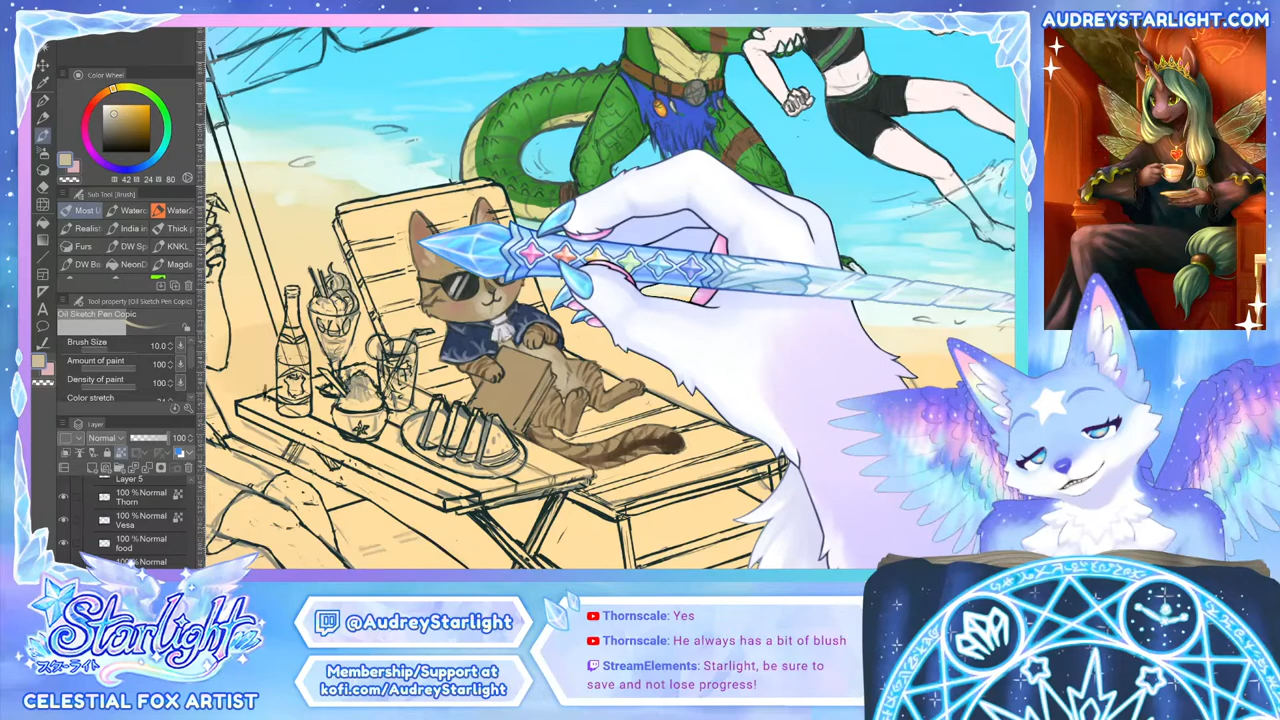 AUDREYSTARLIGHT.COM
Color Wheel
42 24 80
Sub Tool [Brush]
Most U
Waterc
Water2
Realist
India in
Thick p
Furs
DW Sp
KNKL
DW B
NeonD
Magda
Tool property [Oil Sketch Pen Copic]
Oil Sketch Pen Copic
Brush Size 10.0
Amount of paint 100
Density of paint 100
Color stretch
Layer
Normal 100
Layer 5
100 % Normal
Thorn
100 % Normal
Vesa
100 % Normal
food
100 % Normal
Starlight
スターライト
CELESTIAL FOX ARTIST
@AudreyStarlight
Membership/Support at
kofi.com/AudreyStarlight
Thornscale: Yes
Thornscale: He always has a bit of blush
StreamElements: Starlight, be sure to
save and not lose progress!